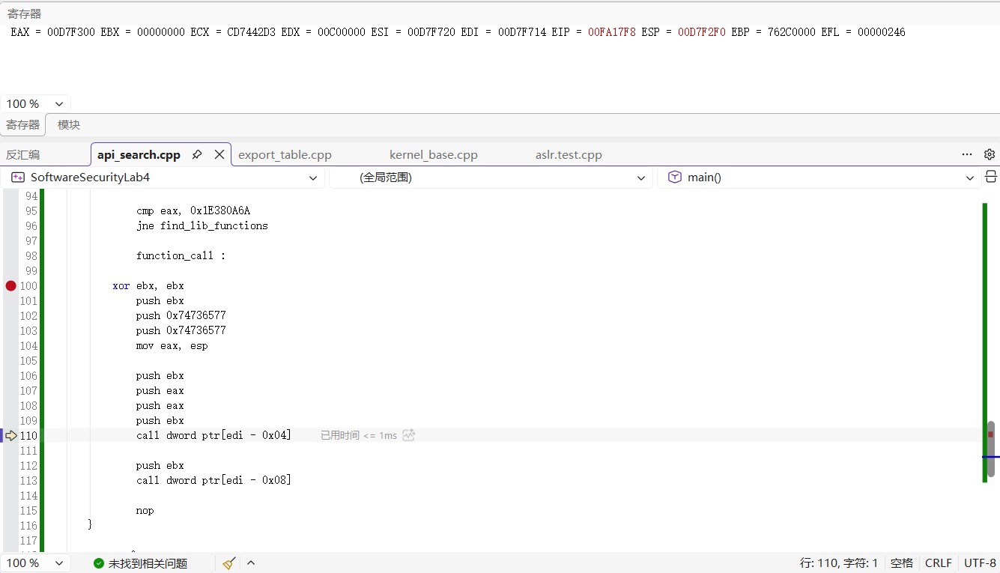 寄存器
EAX = 00D7F300 EBX = 00000000 ECX = CD7442D3 EDX = 00C00000 ESI = 00D7F720 EDI = 00D7F714 EIP = 00FA17F8 ESP = 00D7F2F0 EBP = 762C0000 EFL = 00000246
100 %
寄存器 模块
反汇编 api_search.cpp export_table.cpp kernel_base.cpp aslr.test.cpp
SoftwareSecurityLab4 (全局范围) main()
94
95 cmp eax, 0x1E380A6A
96 jne find_lib_functions
97
98 function_call :
99
100 xor ebx, ebx
101 push ebx
102 push 0x74736577
103 push 0x74736577
104 mov eax, esp
105
106 push ebx
107 push eax
108 push eax
109 push ebx
110 call dword ptr[edi - 0x04] 已用时间 <= 1ms
111
112 push ebx
113 call dword ptr[edi - 0x08]
114
115 nop
116 }
117
100 % 未找到相关问题 行: 110, 字符: 1 空格 CRLF UTF-8